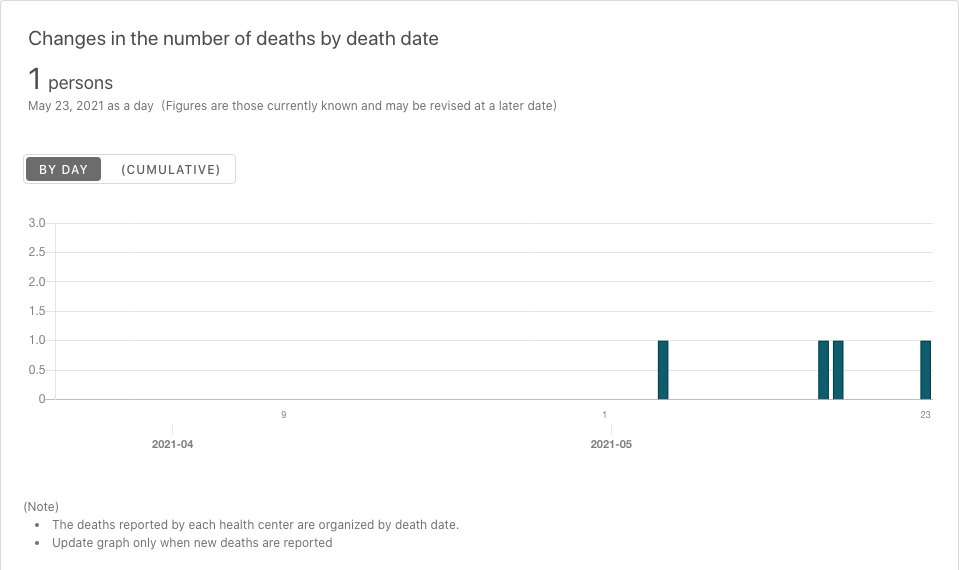 Changes in the number of deaths by death date
1 persons
May 23, 2021 as a day  (Figures are those currently known and may be revised at a later date)
BY DAY (CUMULATIVE)
3.0
2.5
2.0
1.5
1.0
0.5
0
9 1 23
2021-04 2021-05
(Note)
• The deaths reported by each health center are organized by death date.
• Update graph only when new deaths are reported